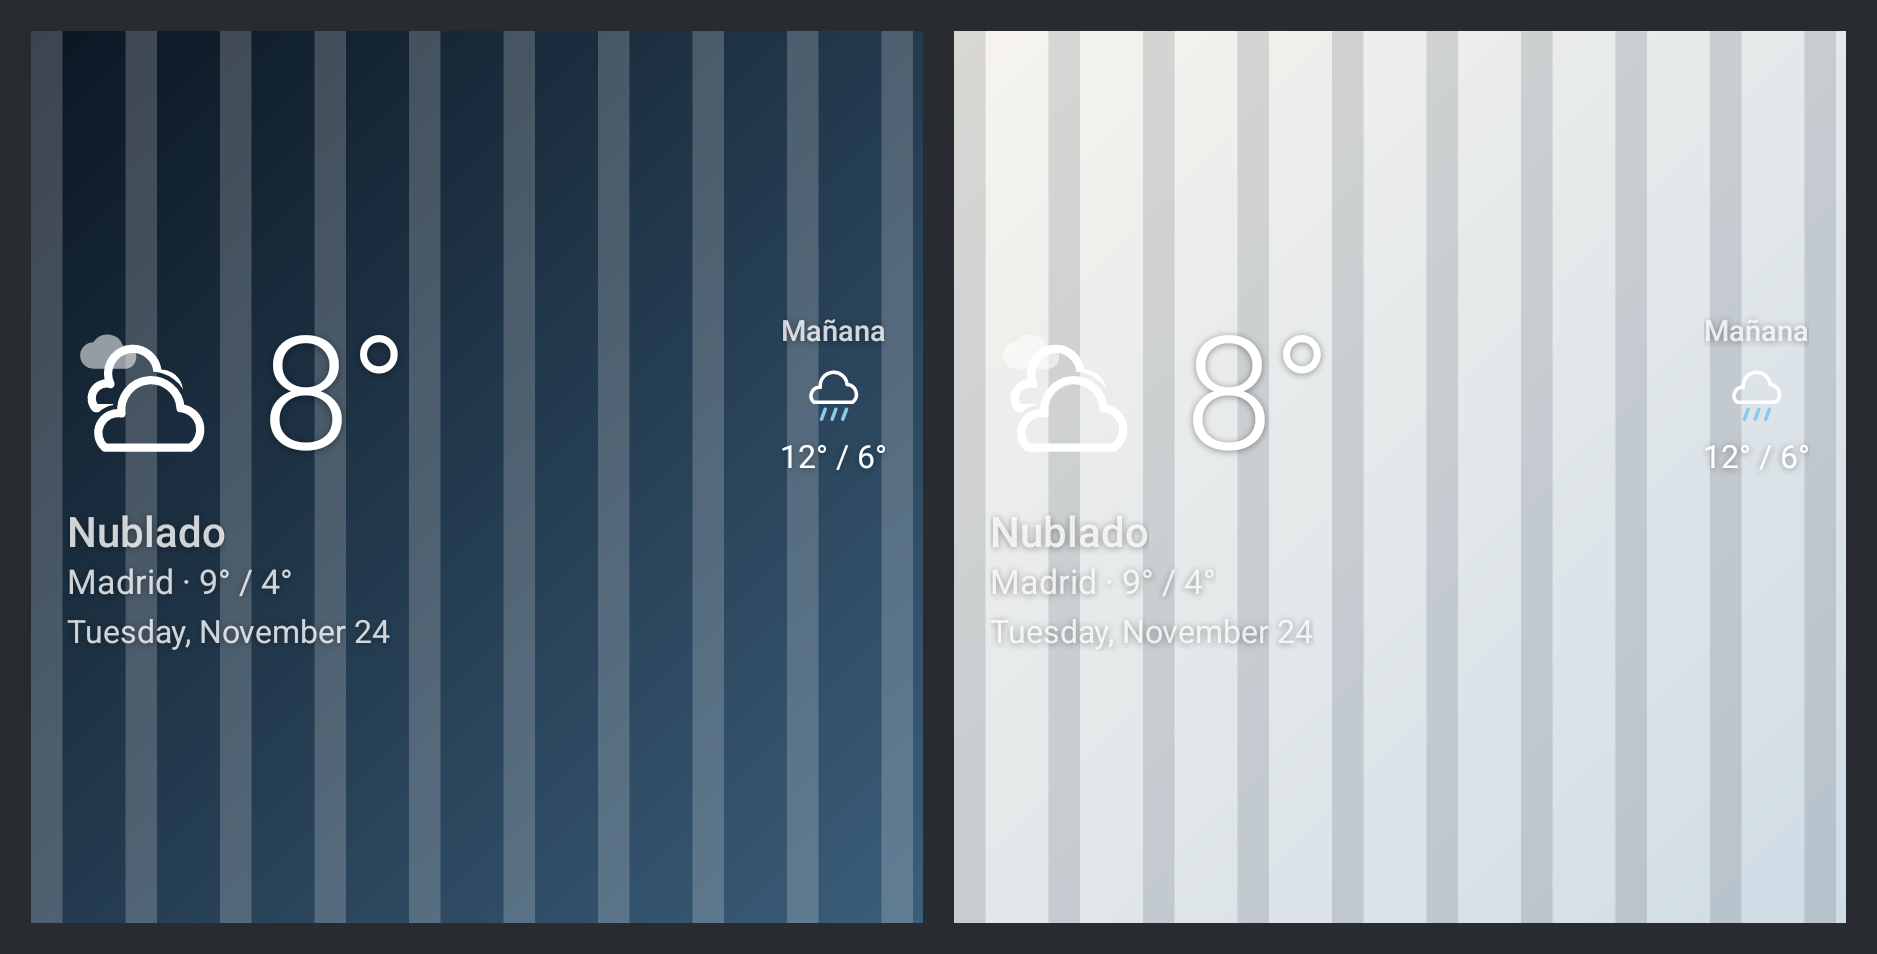 8°
Mañana
12° / 6°
Nublado
Madrid · 9° / 4°
Tuesday, November 24
8°
Mañana
12° / 6°
Nublado
Madrid · 9° / 4°
Tuesday, November 24